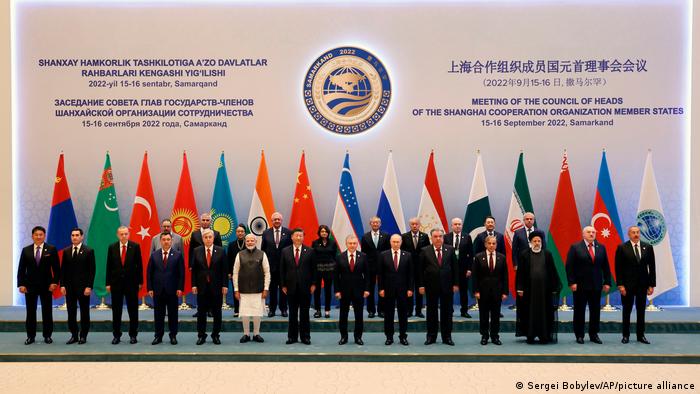 SHANXAY HAMKORLIK TASHKILOTIGA A'ZO DAVLATLAR
RAHBARLARI KENGASHI YIG'ILISHI
2022-yil 15-16 sentabr, Samarqand
ЗАСЕДАНИЕ СОВЕТА ГЛАВ ГОСУДАРСТВ-ЧЛЕНОВ
ШАНХАЙСКОЙ ОРГАНИЗАЦИИ СОТРУДНИЧЕСТВА
15-16 сентября 2022 года, Самарканд
SAMARKAND 2022
上海合作组织成员国元首理事会会议
(2022年9月15-16 日, 撒马尔罕)
MEETING OF THE COUNCIL OF HEADS
OF THE SHANGHAI COOPERATION ORGANIZATION MEMBER STATES
15-16 September 2022, Samarkand
© Sergei Bobylev/AP/picture alliance